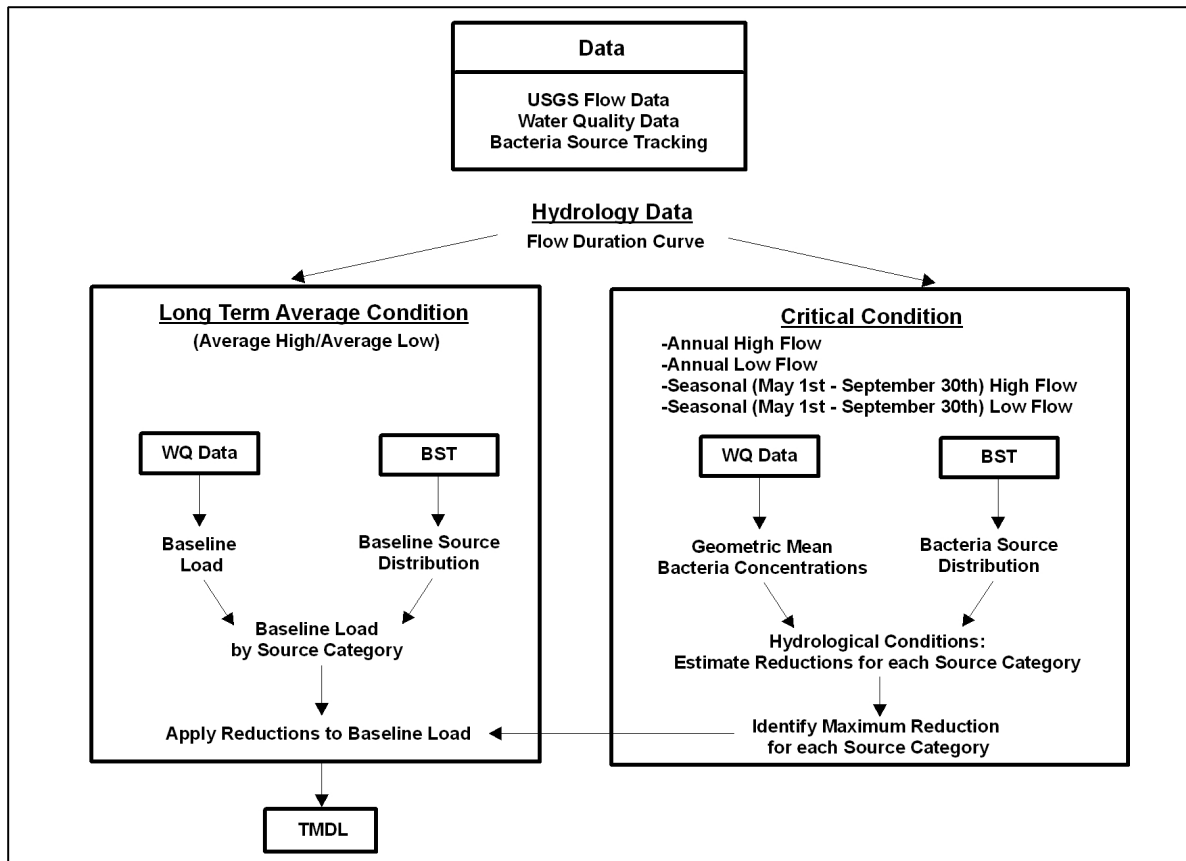 Data
USGS Flow Data
Water Quality Data
Bacteria Source Tracking
Hydrology Data
Flow Duration Curve
Long Term Average Condition
(Average High/Average Low)
WQ Data
BST
Baseline
Load
Baseline Source
Distribution
Baseline Load
by Source Category
Apply Reductions to Baseline Load
Critical Condition
-Annual High Flow
-Annual Low Flow
-Seasonal (May 1st - September 30th) High Flow
-Seasonal (May 1st - September 30th) Low Flow
WQ Data
BST
Geometric Mean
Bacteria Concentrations
Bacteria Source
Distribution
Hydrological Conditions:
Estimate Reductions for each Source Category
Identify Maximum Reduction
for each Source Category
TMDL